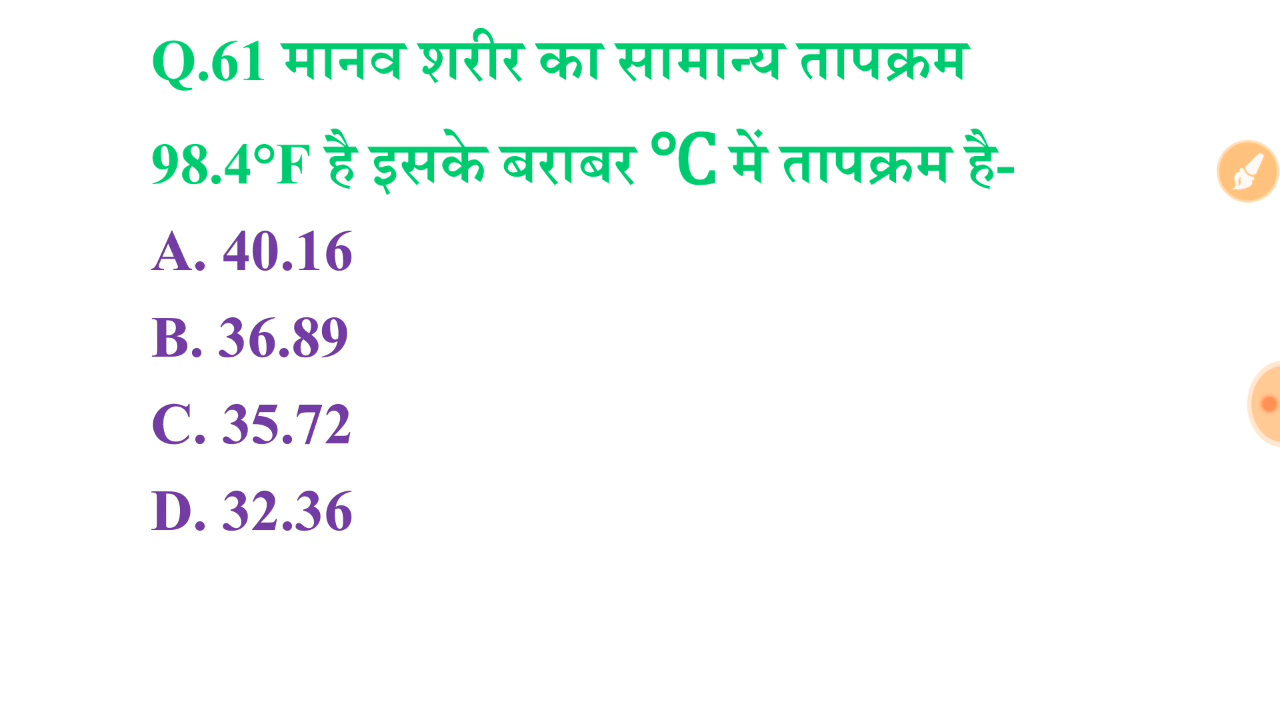 Q.61 मानव शरीर का सामान्य तापक्रम
98.4°F है इसके बराबर °C में तापक्रम है-
A. 40.16
B. 36.89
C. 35.72
D. 32.36